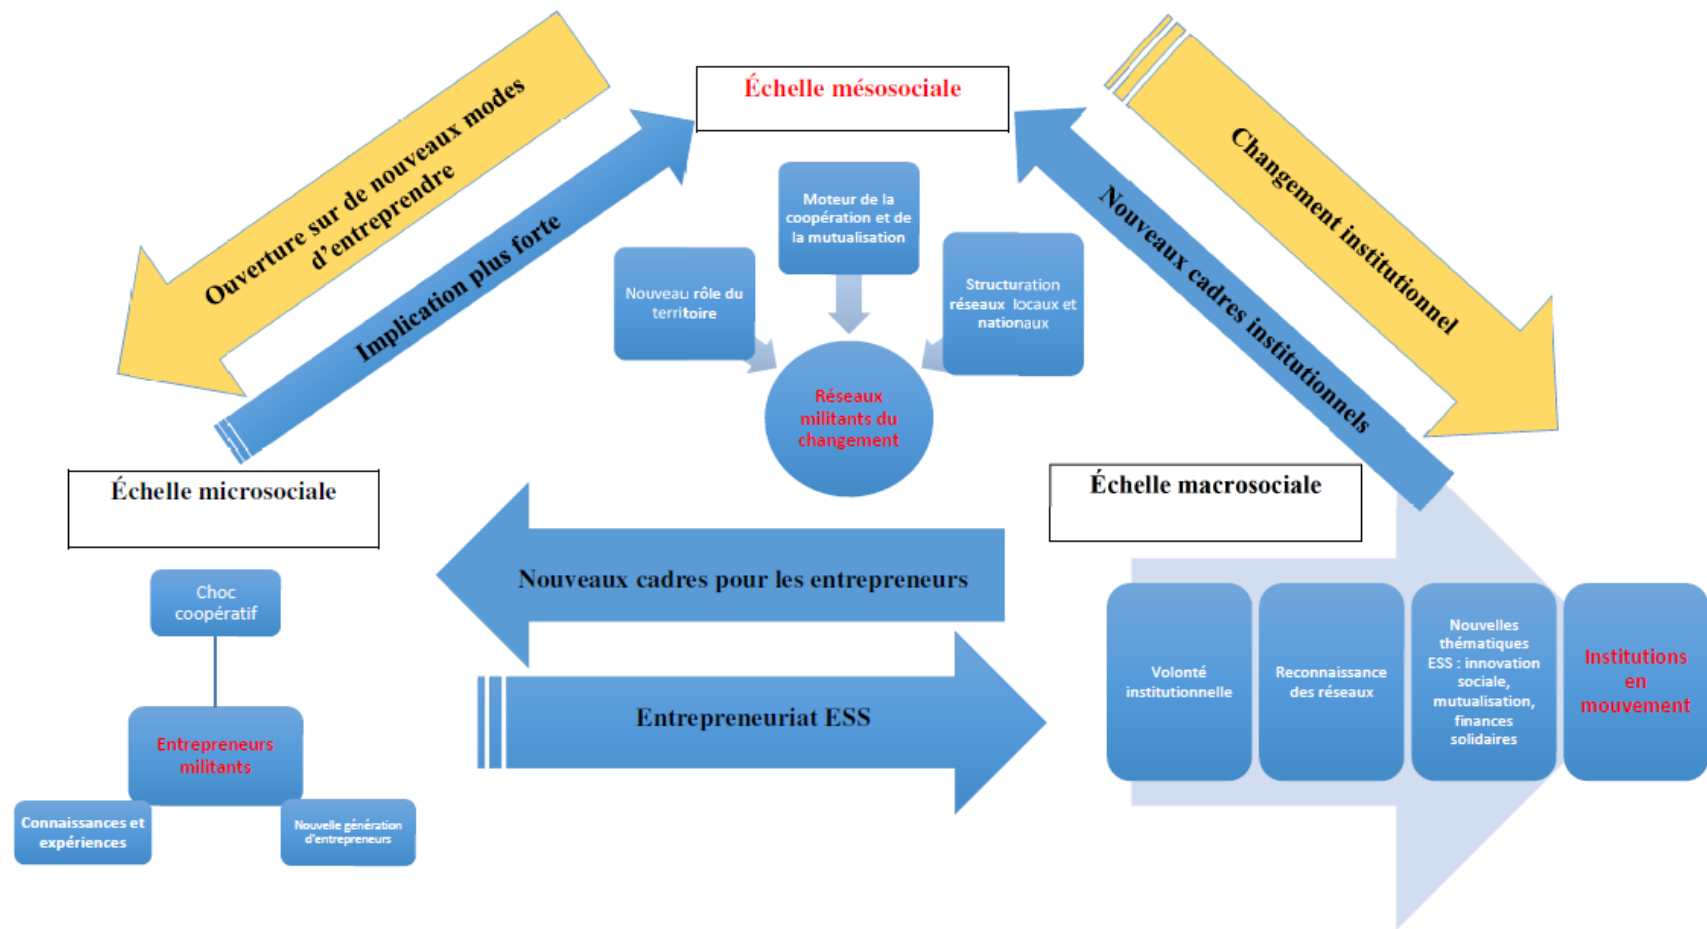 Échelle mésosociale
Ouverture sur de nouveaux modes
d’entreprendre
Implication plus forte
Changement institutionnel
Nouveaux cadres institutionnels
Moteur de la
coopération et de
la mutualisation
Nouveau rôle du
territoire
Structuration
réseaux locaux et
nationaux
Réseaux
militants du
changement
Échelle microsociale
Échelle macrosociale
Nouveaux cadres pour les entrepreneurs
Entrepreneuriat ESS
Choc
coopératif
Entrepreneurs
militants
Connaissances et
expériences
Nouvelle génération
d'entrepreneurs
Volonté
institutionnelle
Reconnaissance
des réseaux
Nouvelles
thématiques
ESS : innovation
sociale,
mutualisation,
finances
solidaires
Institutions
en
mouvement